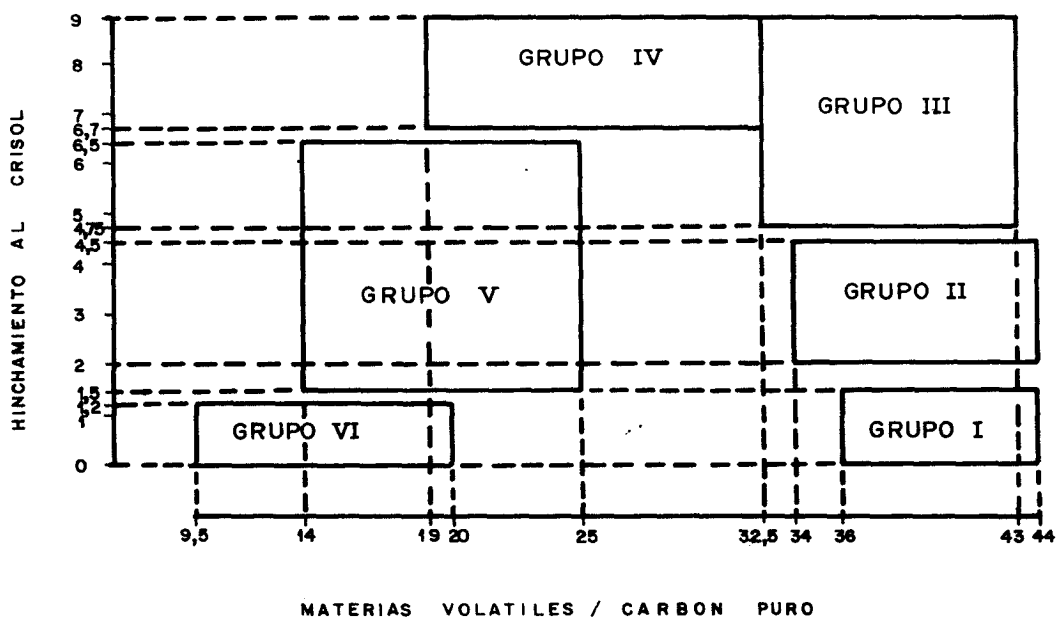 9
8
7
6,7
6,5
6
5
4,75
4,5
4
3
2
1,5
1,2
1
0
HINCHAMIENTO AL CRISOL
GRUPO IV
GRUPO III
GRUPO V
GRUPO II
GRUPO VI
GRUPO I
9,5 14 19 20 25 32,5 34 36 43 44
MATERIAS VOLATILES / CARBON PURO